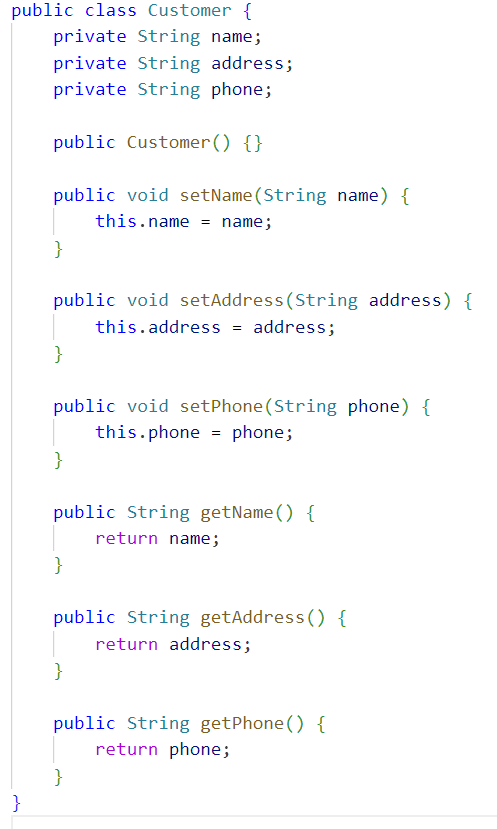 public class Customer {
    private String name;
    private String address;
    private String phone;

    public Customer() {}

    public void setName(String name) {
        this.name = name;
    }

    public void setAddress(String address) {
        this.address = address;
    }

    public void setPhone(String phone) {
        this.phone = phone;
    }

    public String getName() {
        return name;
    }

    public String getAddress() {
        return address;
    }

    public String getPhone() {
        return phone;
    }
}